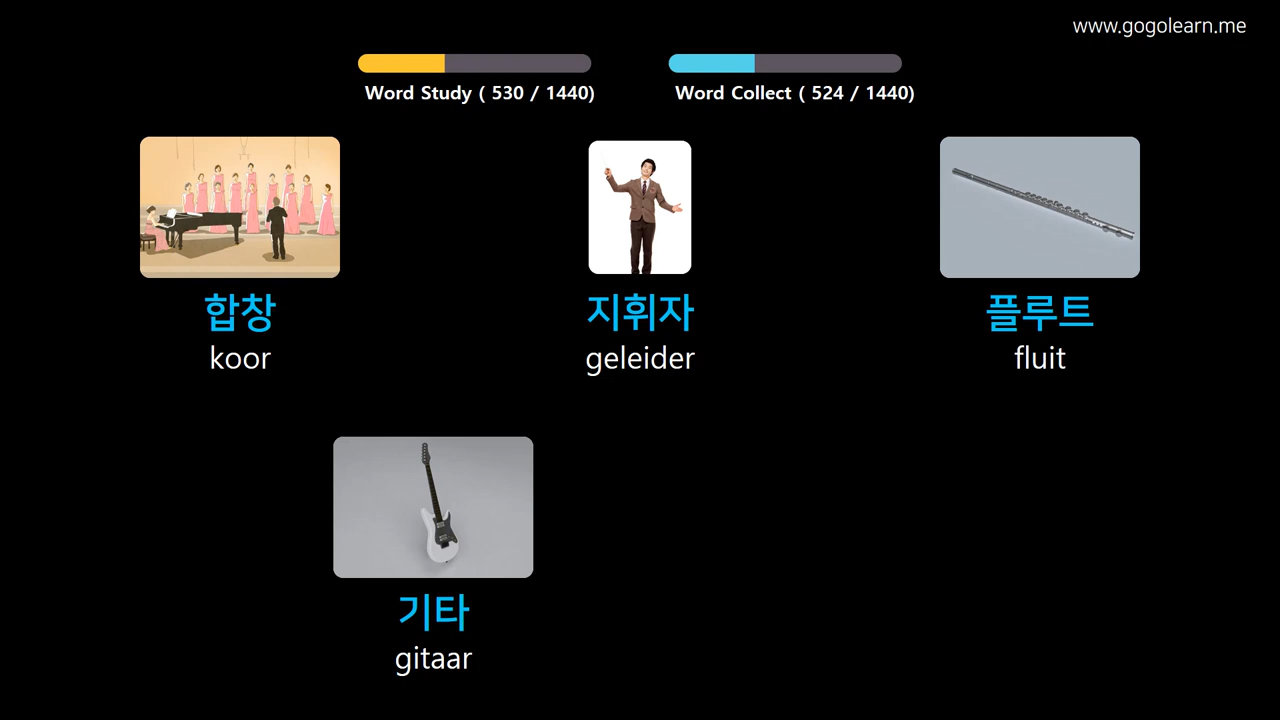 www.gogolearn.me
Word Study ( 530 / 1440)
Word Collect ( 524 / 1440)
합창
koor
지휘자
geleider
플루트
fluit
기타
gitaar